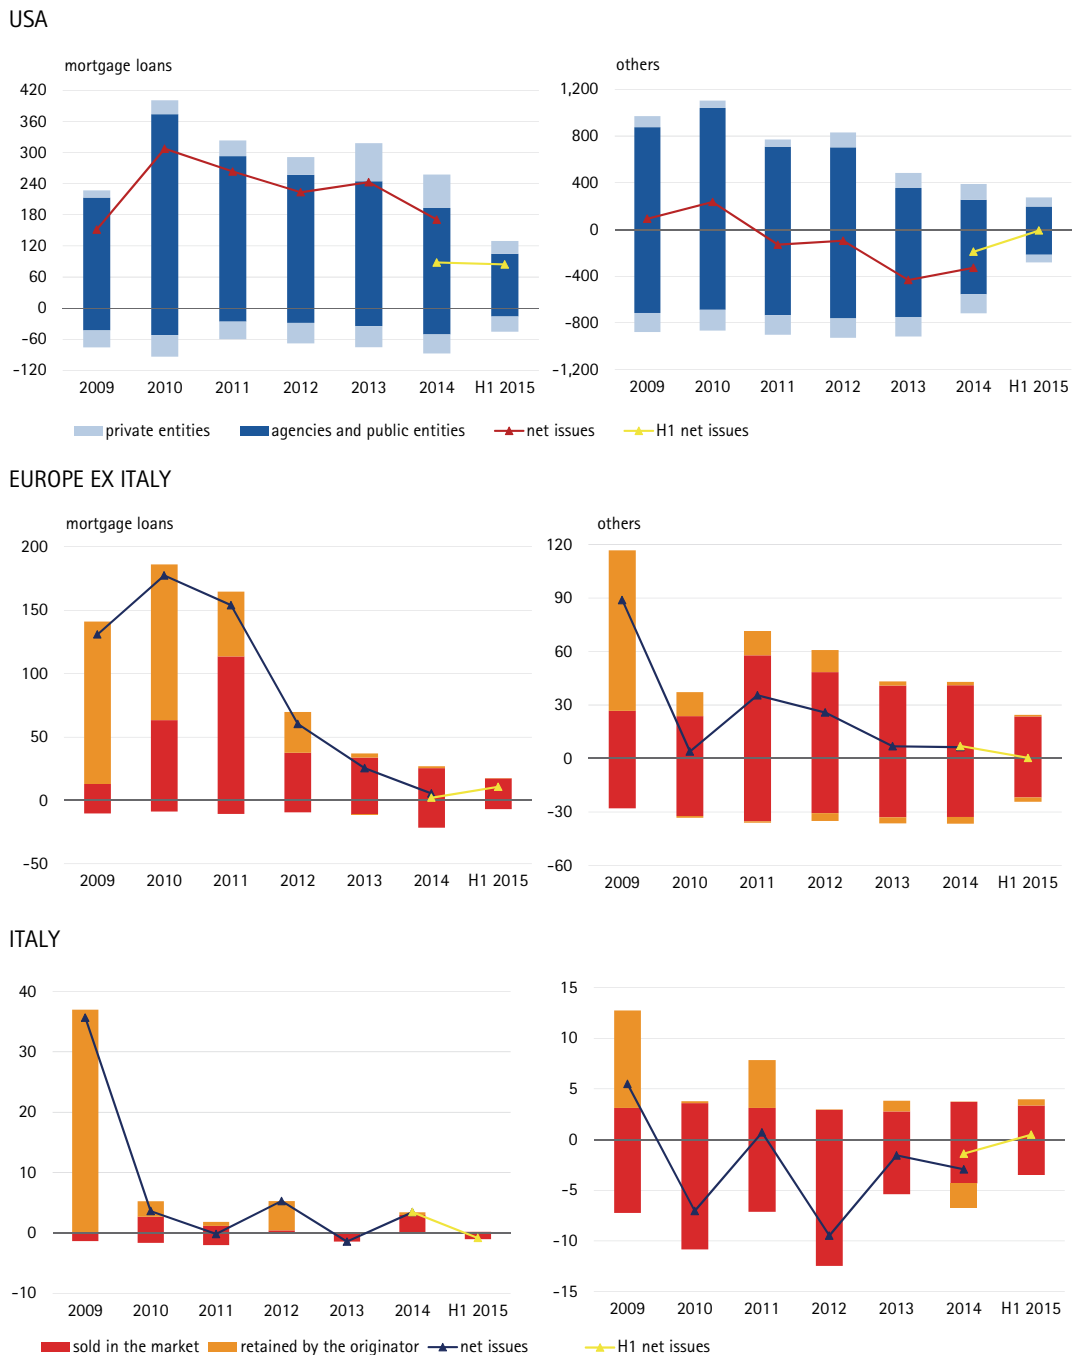 USA
mortgage loans
420
360
300
240
180
120
60
0
-60
-120
2009 2010 2011 2012 2013 2014 H1 2015
others
1,200
800
400
0
-400
-800
-1,200
2009 2010 2011 2012 2013 2014 H1 2015
private entities agencies and public entities net issues H1 net issues
EUROPE EX ITALY
mortgage loans
200
150
100
50
0
-50
2009 2010 2011 2012 2013 2014 H1 2015
others
120
90
60
30
0
-30
-60
2009 2010 2011 2012 2013 2014 H1 2015
ITALY
40
30
20
10
0
-10
2009 2010 2011 2012 2013 2014 H1 2015
15
10
5
0
-5
-10
-15
2009 2010 2011 2012 2013 2014 H1 2015
sold in the market retained by the originator net issues H1 net issues